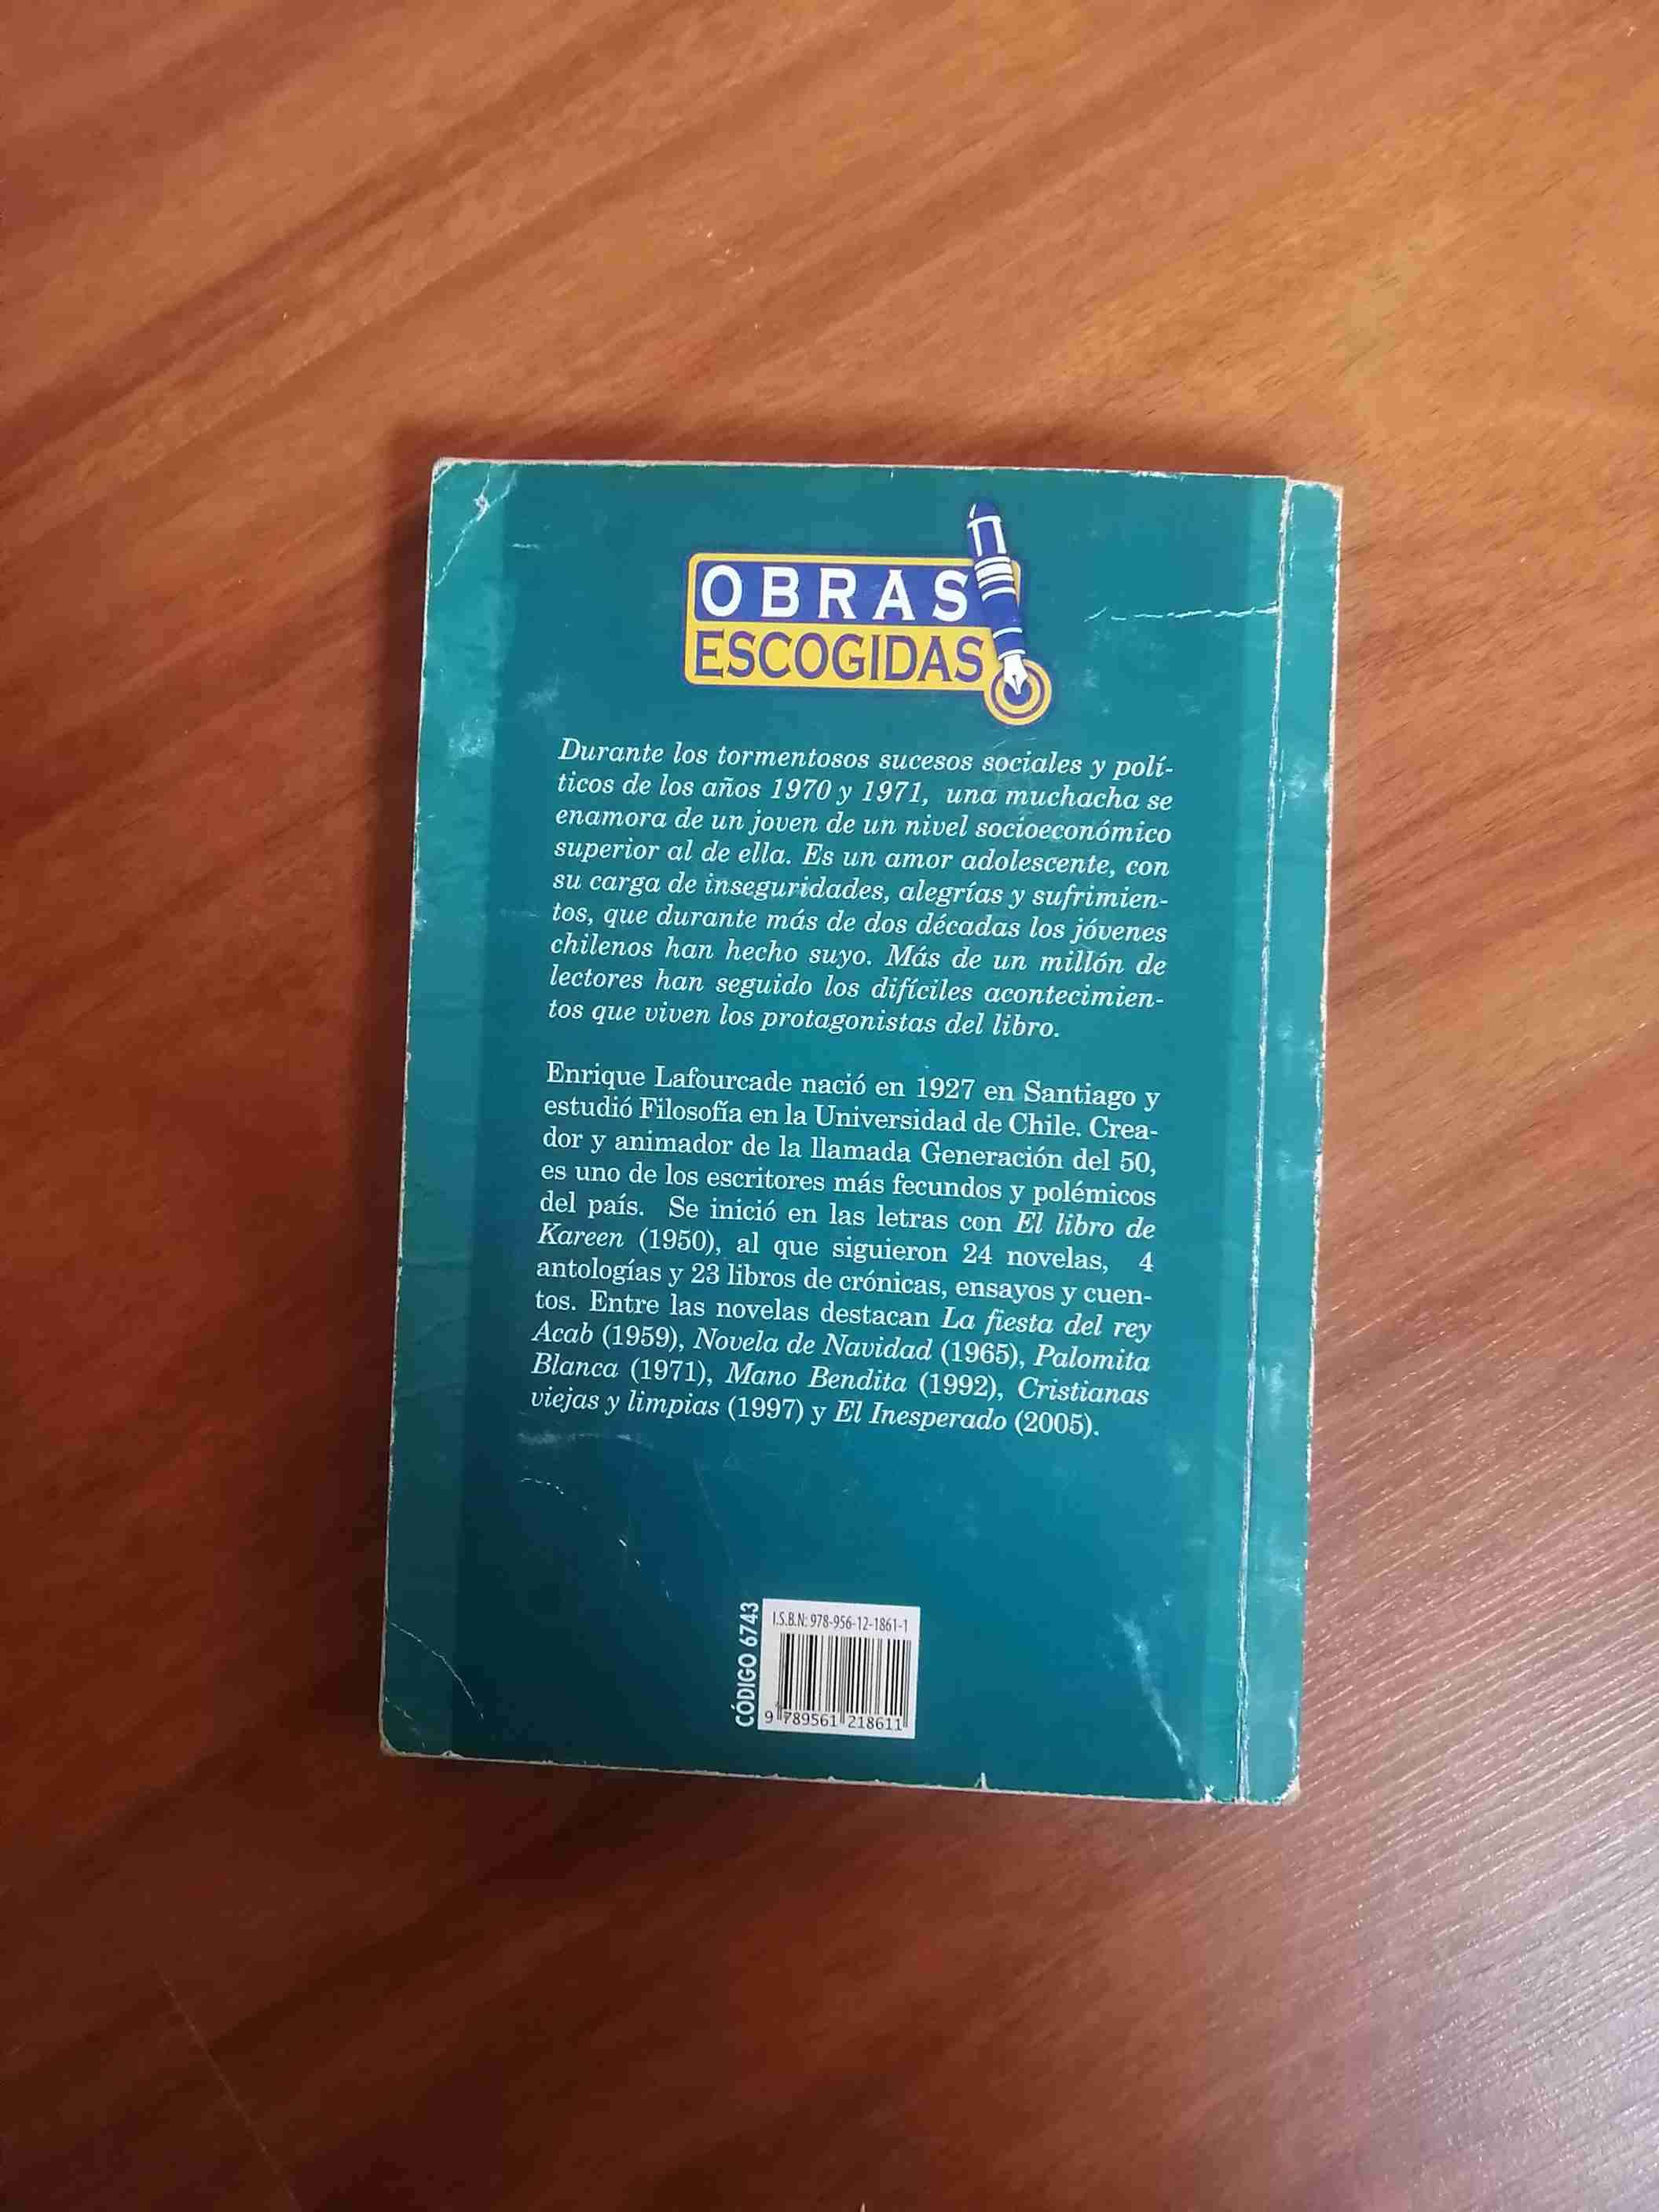 OBRAS
ESCOGIDAS
Durante los tormentosos sucesos sociales y polí-
ticos de los años 1970 y 1971, una muchacha se
enamora de un joven de un nivel socioeconómico
superior al de ella. Es un amor adolescente, con
su carga de inseguridades, alegrías y sufrimien-
tos, que durante más de dos décadas los jóvenes
chilenos han hecho suyo. Más de un millón de
lectores han seguido los difíciles acontecimien-
tos que viven los protagonistas del libro.
Enrique Lafourcade nació en 1927 en Santiago y
estudió Filosofía en la Universidad de Chile. Crea-
dor y animador de la llamada Generación del 50,
es uno de los escritores más fecundos y polémicos
del país. Se inició en las letras con El libro de
Kareen (1950), al que siguieron 24 novelas, 4
antologías y 23 libros de crónicas, ensayos y cuen-
tos. Entre las novelas destacan La fiesta del rey
Acab (1959), Novela de Navidad (1965), Palomita
Blanca (1971), Mano Bendita (1992), Cristianas
viejas y limpias (1997) y El Inesperado (2005).
CÓDIGO 6743
I.S.B.N: 978-956-12-1861-1
9 789561 218611